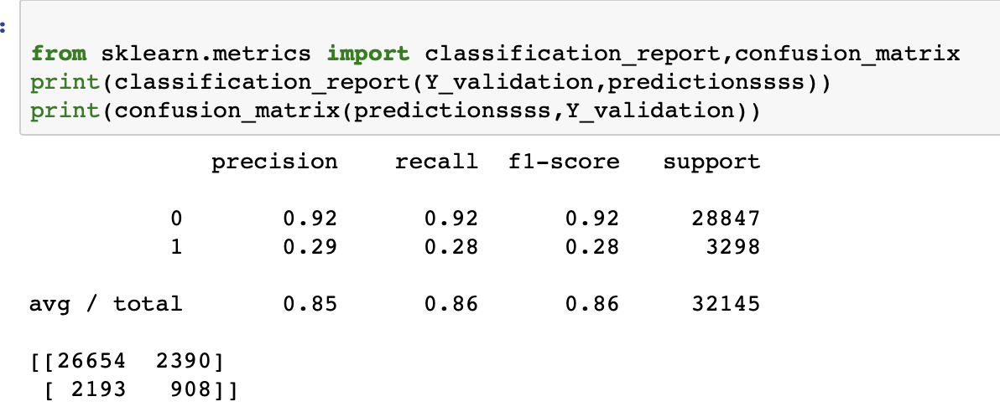 :
from sklearn.metrics import classification_report,confusion_matrix
print(classification_report(Y_validation,predictionssss))
print(confusion_matrix(predictionssss,Y_validation))
precision recall f1-score support
0 0.92 0.92 0.92 28847
1 0.29 0.28 0.28 3298
avg / total 0.85 0.86 0.86 32145
[[26654 2390]
[ 2193 908]]